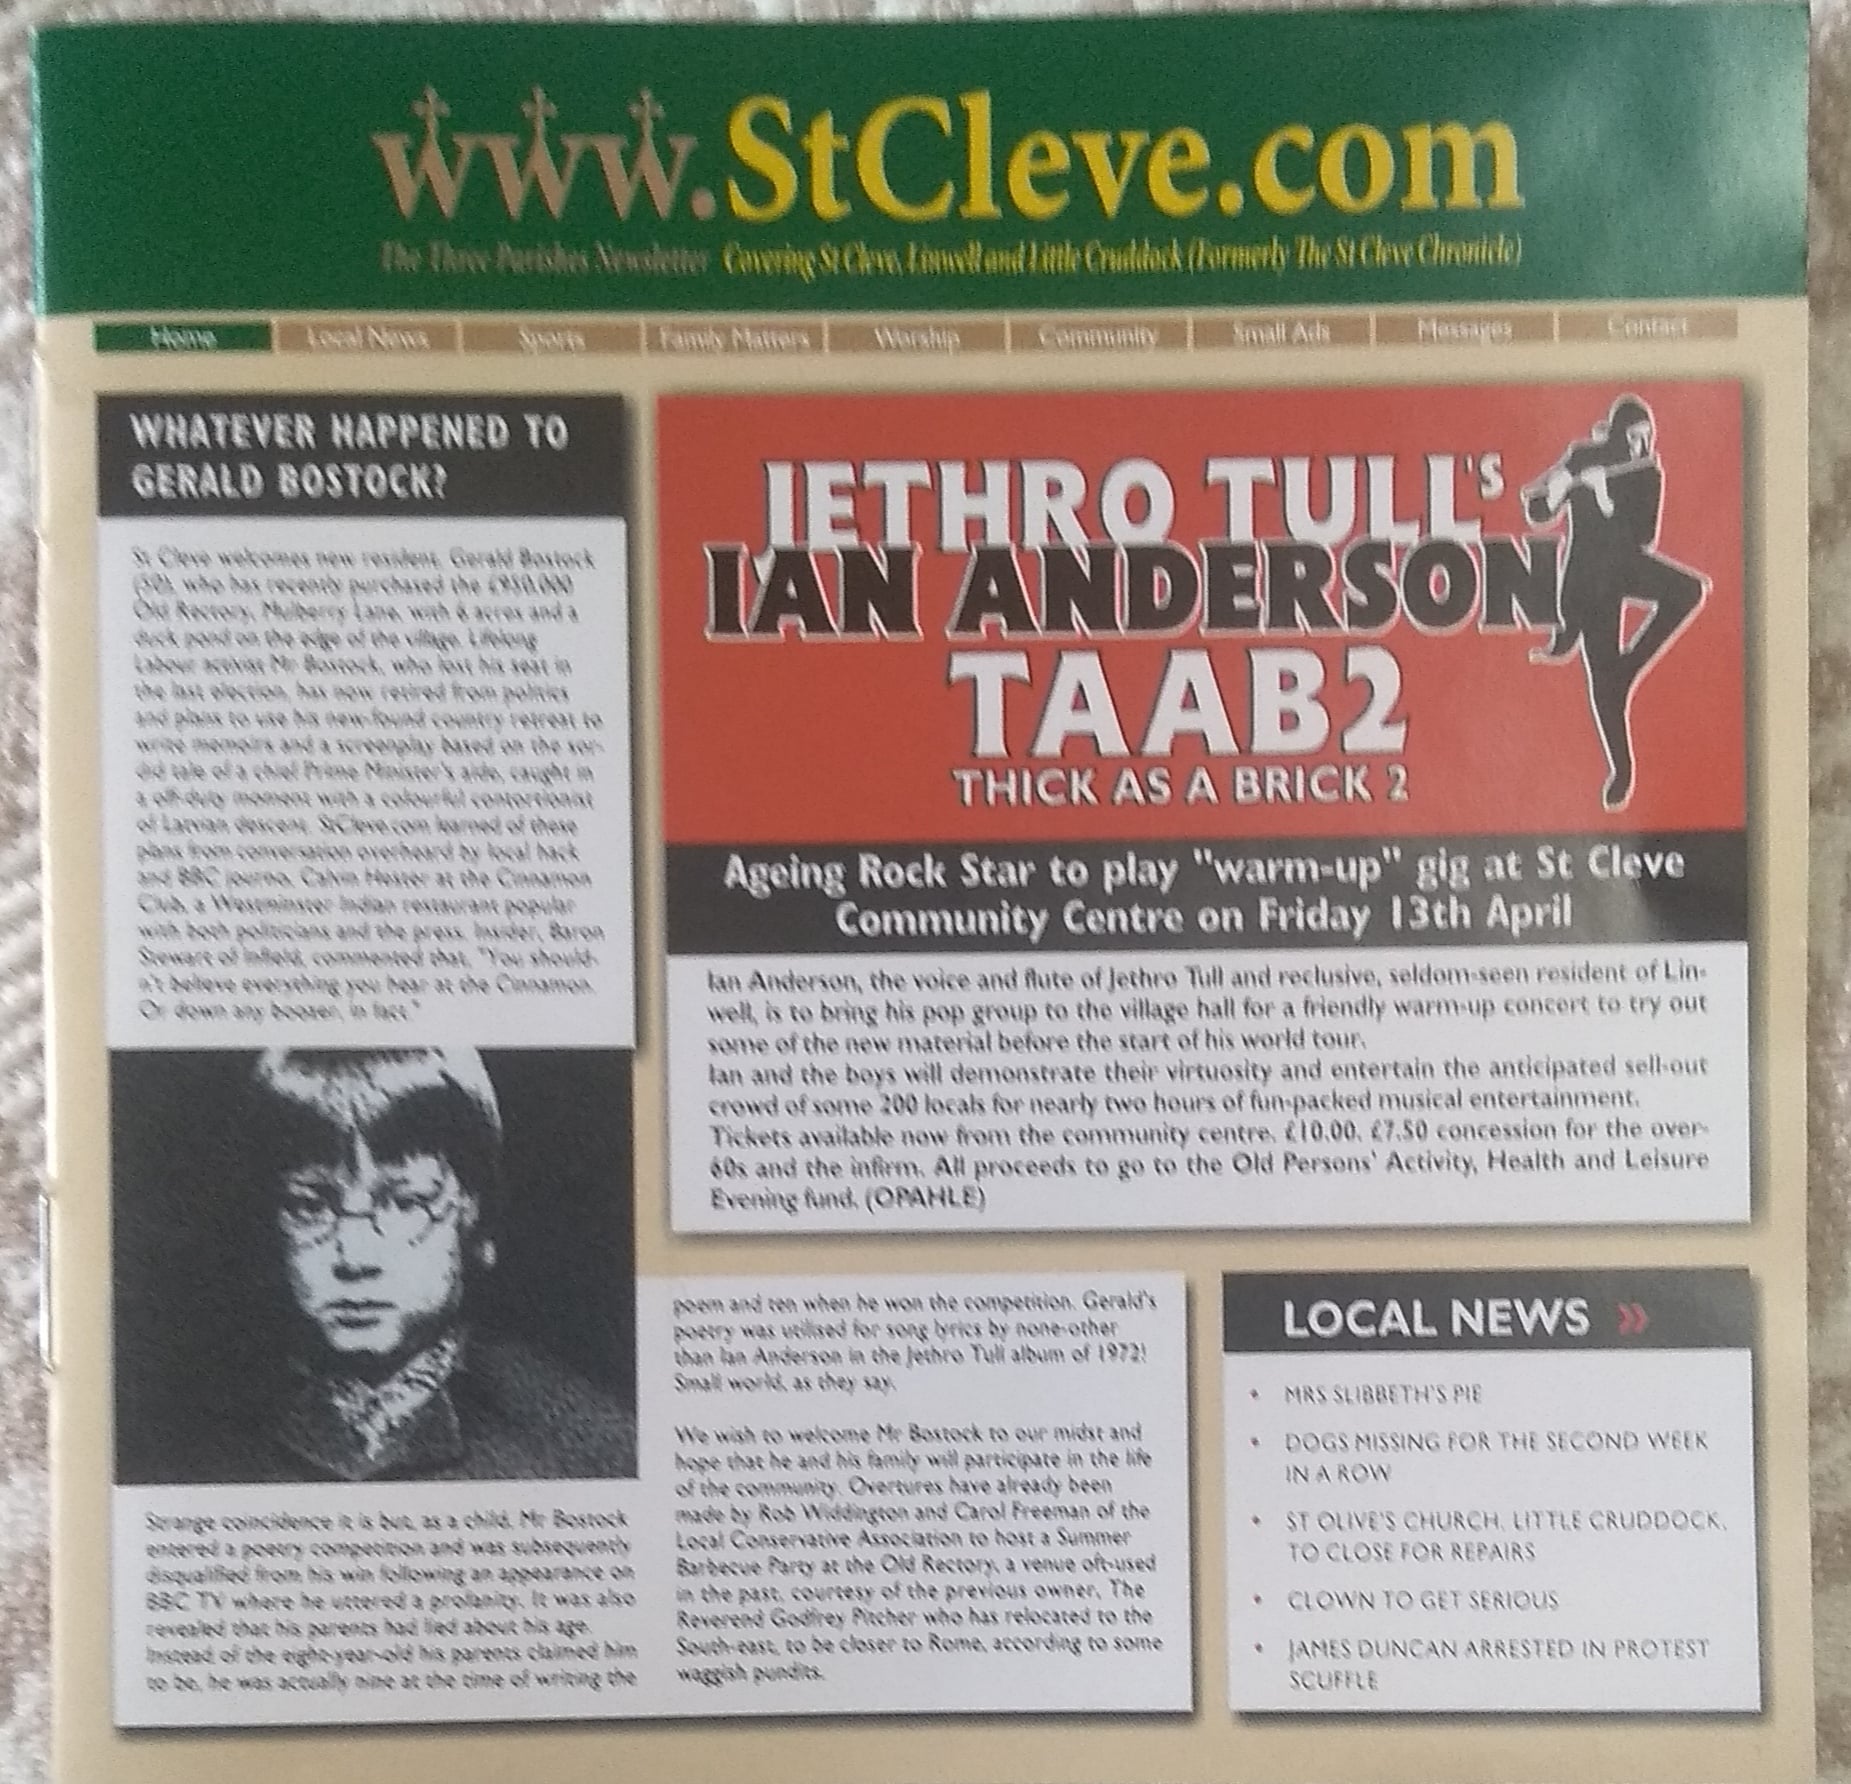 www.StCleve.com
The Three Parishes Newsletter Covering St Cleve, Linwell and Little Cruddock (Formerly The St Cleve Chronicle)
Home Local News Sports Family Matters Worship Community Small Ads Messages Contact
WHATEVER HAPPENED TO
GERALD BOSTOCK?
St Cleve welcomes new resident, Gerald Bostock
(50), who has recently purchased the £950,000
Old Rectory, Mulberry Lane, with 6 acres and a
duck pond on the edge of the village. Lifelong
Labour activist Mr Bostock, who lost his seat in
the last election, has now retired from politics
and plans to use his new-found country retreat to
write memoirs and a screenplay based on the sor-
did tale of a chief Prime Minister's aide, caught in
a off-duty moment with a colourful contortionist
of Latvian descent. StCleve.com learned of these
plans from conversation overheard by local hack
and BBC journo, Calvin Hester at the Cinnamon
Club, a Westminster Indian restaurant popular
with both politicians and the press. Insider, Baron
Stewart of Infield, commented that, "You should-
n't believe everything you hear at the Cinnamon.
Or down any boozer, in fact."
JETHRO TULL'S
IAN ANDERSON
TAAB2
THICK AS A BRICK 2
Ageing Rock Star to play "warm-up" gig at St Cleve
Community Centre on Friday 13th April
Ian Anderson, the voice and flute of Jethro Tull and reclusive, seldom-seen resident of Lin-
well, is to bring his pop group to the village hall for a friendly warm-up concert to try out
some of the new material before the start of his world tour.
Ian and the boys will demonstrate their virtuosity and entertain the anticipated sell-out
crowd of some 200 locals for nearly two hours of fun-packed musical entertainment.
Tickets available now from the community centre. £10.00. £7.50 concession for the over-
60s and the infirm. All proceeds to go to the Old Persons' Activity, Health and Leisure
Evening fund. (OPAHLE)
Strange coincidence it is but, as a child, Mr Bostock
entered a poetry competition and was subsequently
disqualified from his win following an appearance on
BBC TV where he uttered a profanity. It was also
revealed that his parents had lied about his age.
Instead of the eight-year-old his parents claimed him
to be, he was actually nine at the time of writing the
poem and ten when he won the competition. Gerald's
poetry was utilised for song lyrics by none-other
than Ian Anderson in the Jethro Tull album of 1972!
Small world, as they say.
We wish to welcome Mr Bostock to our midst and
hope that he and his family will participate in the life
of the community. Overtures have already been
made by Rob Widdington and Carol Freeman of the
Local Conservative Association to host a Summer
Barbecue Party at the Old Rectory, a venue oft-used
in the past, courtesy of the previous owner, The
Reverend Godfrey Pitcher who has relocated to the
South-east, to be closer to Rome, according to some
waggish pundits.
LOCAL NEWS »
• MRS SLIBBETH'S PIE
• DOGS MISSING FOR THE SECOND WEEK
IN A ROW
• ST OLIVE'S CHURCH, LITTLE CRUDDOCK,
TO CLOSE FOR REPAIRS
• CLOWN TO GET SERIOUS
• JAMES DUNCAN ARRESTED IN PROTEST
SCUFFLE